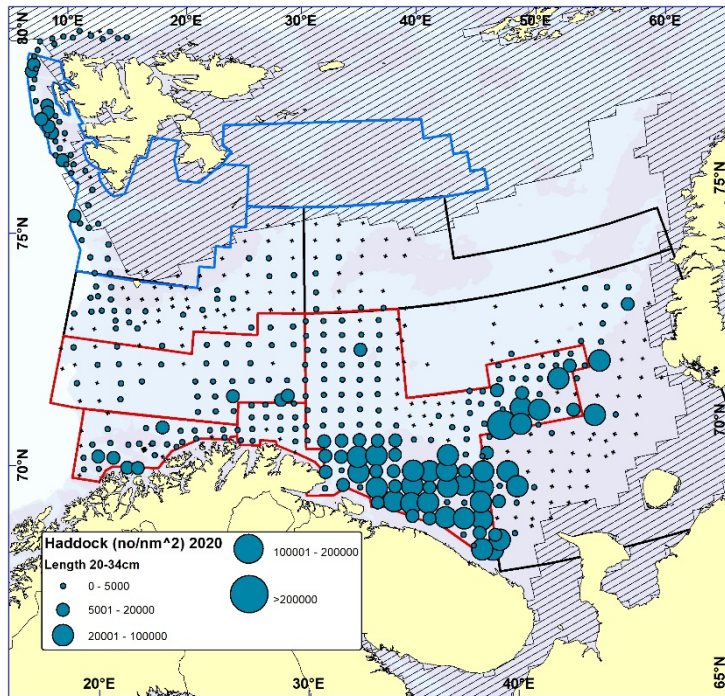 10°E 20°E 30°E 40°E 50°E 60°E
80°N
75°N 75°N
70°N 70°N
Haddock (no/nm^2) 2020
Length 20-34cm
0 - 5000
5001 - 20000
20001 - 100000
100001 - 200000
>200000
20°E 30°E 40°E 65°N